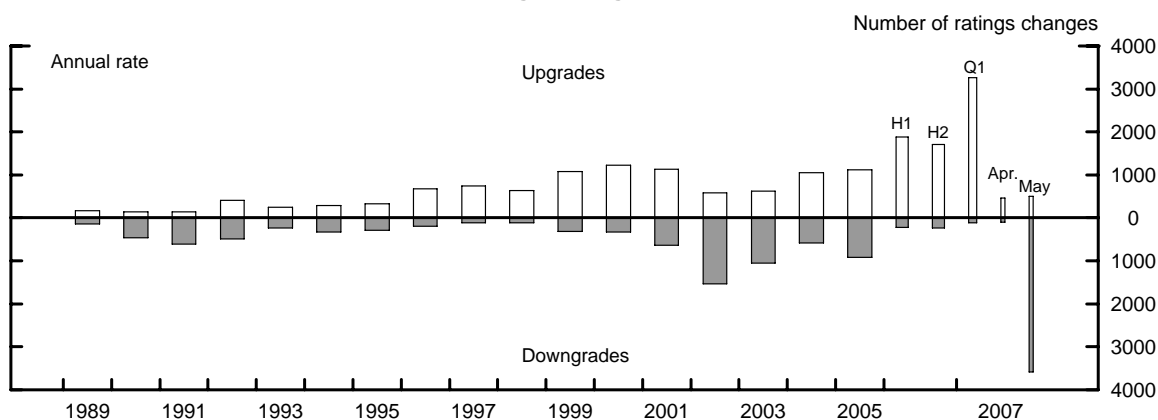 Number of ratings changes
Annual rate
Upgrades
Q1
H1
H2
Apr.
May
4000
3000
2000
1000
0
1000
2000
3000
4000
Downgrades
1989 1991 1993 1995 1997 1999 2001 2003 2005 2007